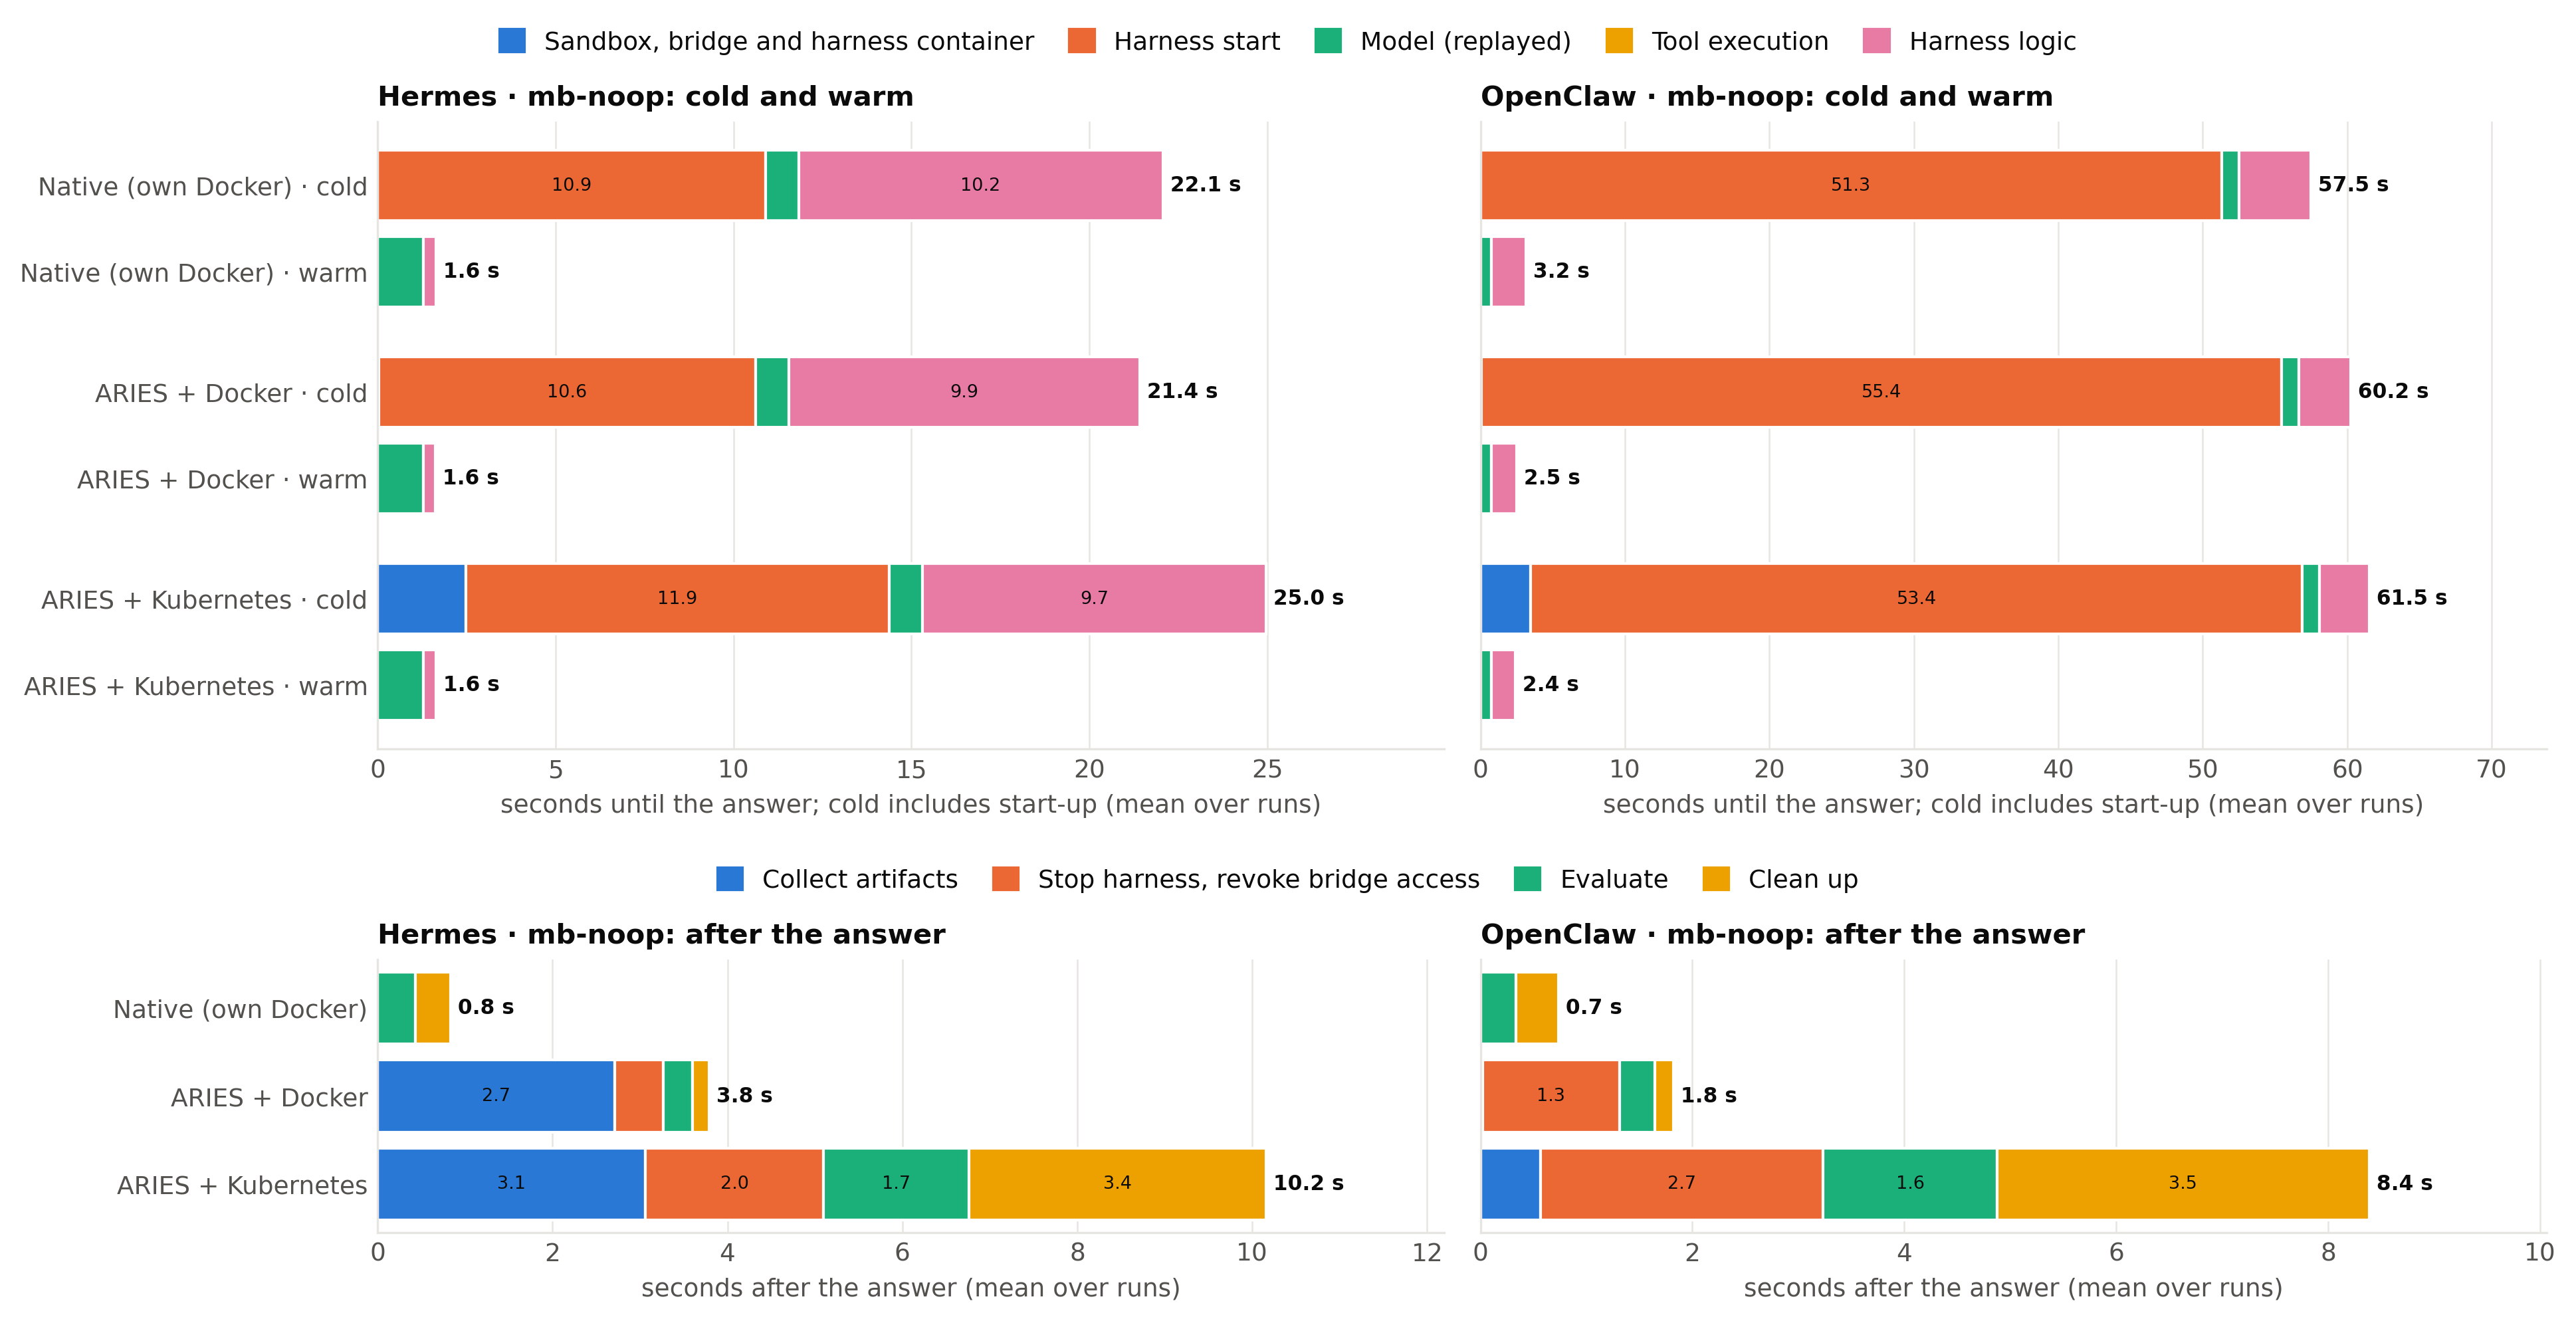 Sandbox, bridge and harness container  Harness start  Model (replayed)  Tool execution  Harness logic
Hermes · mb-noop: cold and warm
Native (own Docker) · cold  10.9  10.2  22.1 s
Native (own Docker) · warm  1.6 s
ARIES + Docker · cold  10.6  9.9  21.4 s
ARIES + Docker · warm  1.6 s
ARIES + Kubernetes · cold  11.9  9.7  25.0 s
ARIES + Kubernetes · warm  1.6 s
0  5  10  15  20  25
seconds until the answer; cold includes start-up (mean over runs)
OpenClaw · mb-noop: cold and warm
51.3  57.5 s
3.2 s
55.4  60.2 s
2.5 s
53.4  61.5 s
2.4 s
0  10  20  30  40  50  60  70
seconds until the answer; cold includes start-up (mean over runs)
Collect artifacts  Stop harness, revoke bridge access  Evaluate  Clean up
Hermes · mb-noop: after the answer
Native (own Docker)  0.8 s
ARIES + Docker  2.7  3.8 s
ARIES + Kubernetes  3.1  2.0  1.7  3.4  10.2 s
0  2  4  6  8  10  12
seconds after the answer (mean over runs)
OpenClaw · mb-noop: after the answer
0.7 s
1.3  1.8 s
2.7  1.6  3.5  8.4 s
0  2  4  6  8  10
seconds after the answer (mean over runs)